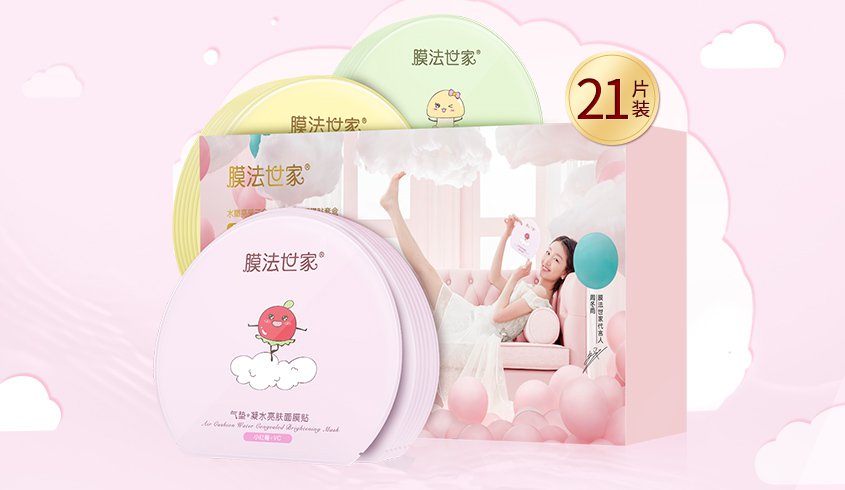 膜法世家®
膜法世家
膜法世家®
21片装
膜法世家®
气垫+凝水亮肤面膜贴
Air Cushion Water Congealed Brightening Mask
小红莓+VC
膜法世家代言人
周冬雨